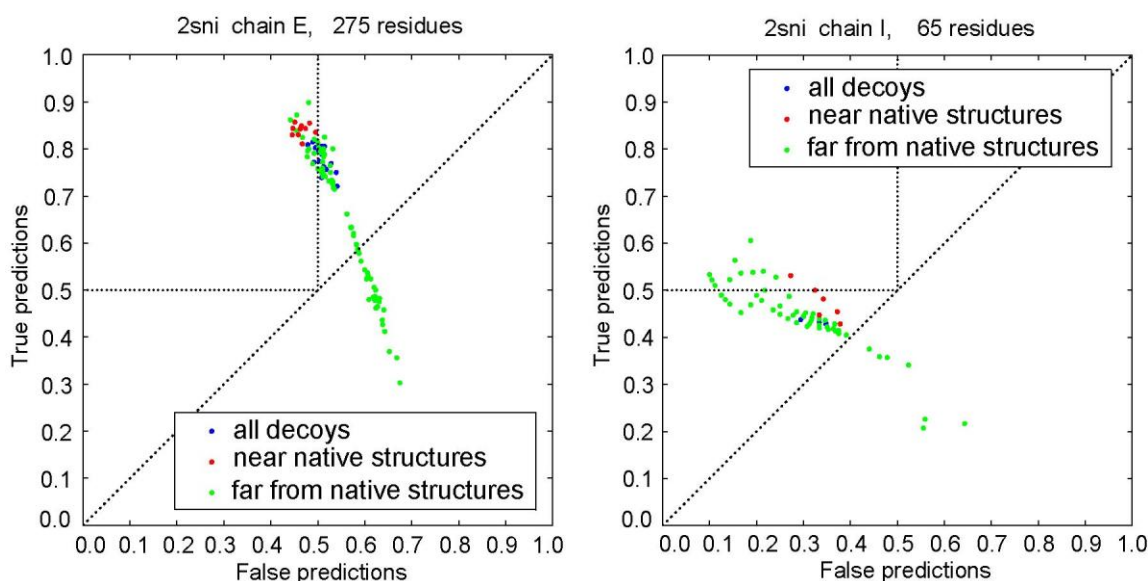 2sni chain E, 275 residues
1.0
0.9
0.8
0.7
0.6
0.5
0.4
0.3
0.2
0.1
0.0
True predictions
all decoys
near native structures
far from native structures
0.0 0.1 0.2 0.3 0.4 0.5 0.6 0.7 0.8 0.9 1.0
False predictions
2sni chain I, 65 residues
1.0
0.9
0.8
0.7
0.6
0.5
0.4
0.3
0.2
0.1
0.0
True predictions
all decoys
near native structures
far from native structures
0.0 0.1 0.2 0.3 0.4 0.5 0.6 0.7 0.8 0.9 1.0
False predictions